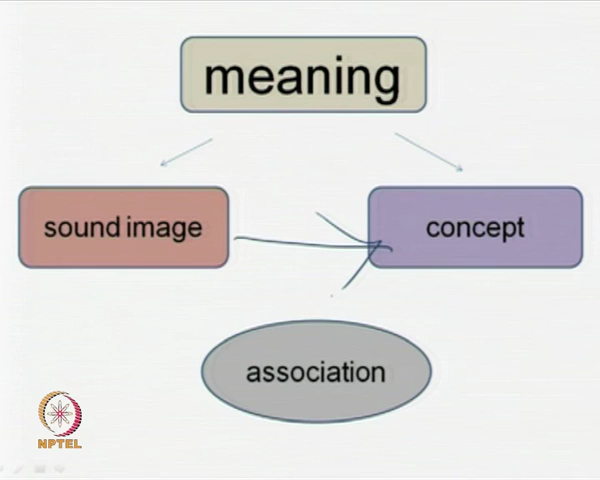 meaning
sound image
concept
association
NPTEL